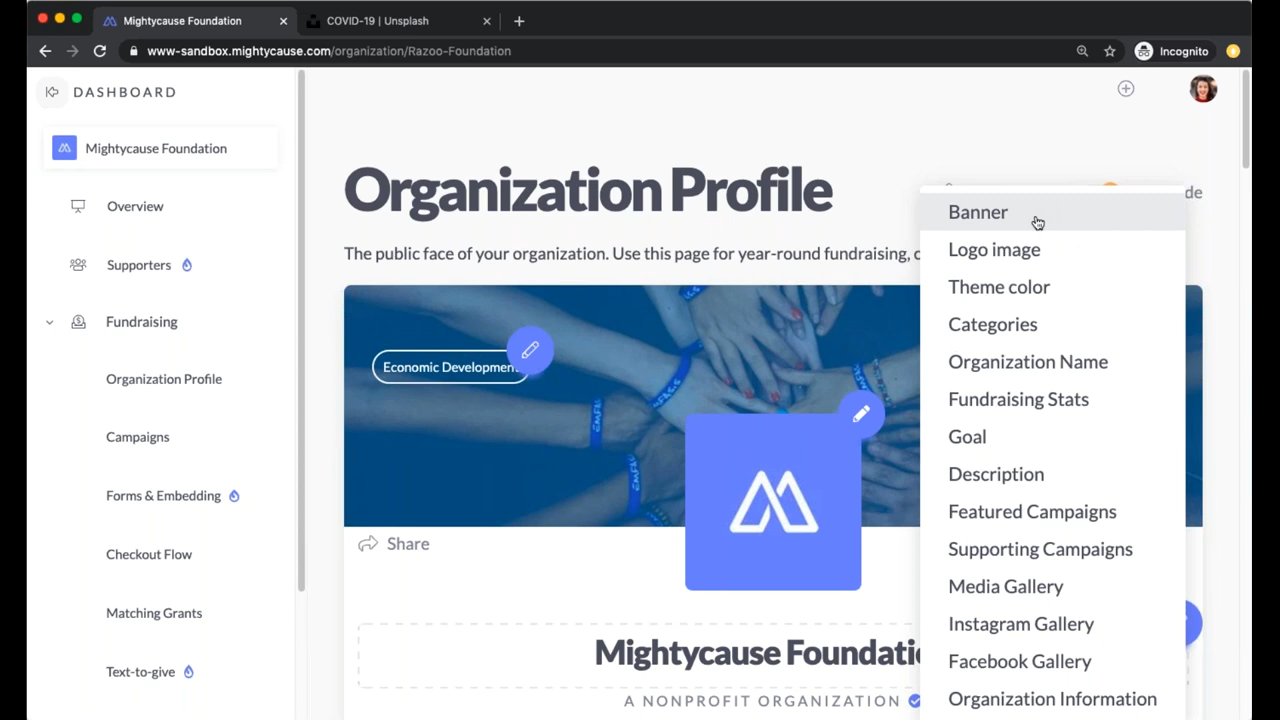 Mightycause Foundation
COVID-19 | Unsplash
www-sandbox.mightycause.com/organization/Razoo-Foundation
Incognito
DASHBOARD
Mightycause Foundation
Overview
Supporters
Fundraising
Organization Profile
Campaigns
Forms & Embedding
Checkout Flow
Matching Grants
Text-to-give
Organization Profile
de
The public face of your organization. Use this page for year-round fundraising, c
Economic Developmen
Share
Mightycause Foundatio
A NONPROFIT ORGANIZATION
Banner
Logo image
Theme color
Categories
Organization Name
Fundraising Stats
Goal
Description
Featured Campaigns
Supporting Campaigns
Media Gallery
Instagram Gallery
Facebook Gallery
Organization Information